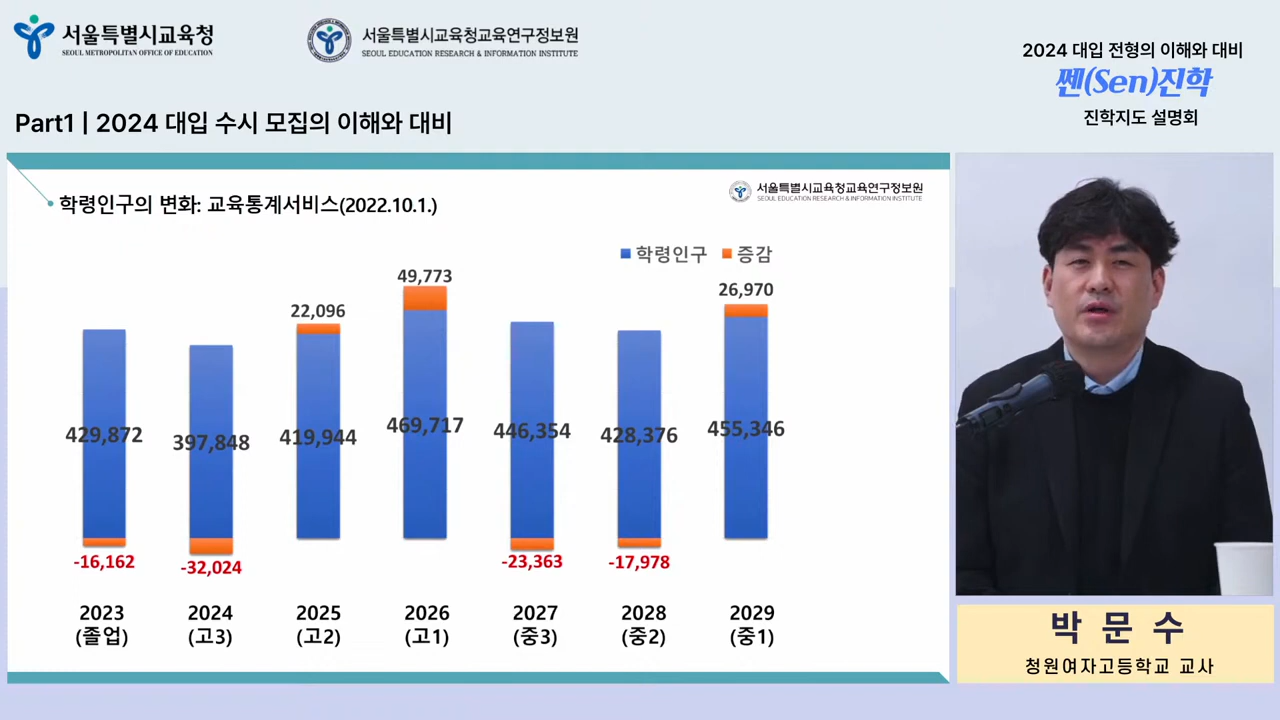 서울특별시교육청
SEOUL METROPOLITAN OFFICE OF EDUCATION
서울특별시교육청교육연구정보원
SEOUL EDUCATION RESEARCH & INFORMATION INSTITUTE
2024 대입 전형의 이해와 대비
쎈(Sen)진학
진학지도 설명회
Part1 | 2024 대입 수시 모집의 이해와 대비
학령인구의 변화: 교육통계서비스(2022.10.1.)
서울특별시교육청교육연구정보원
SEOUL EDUCATION RESEARCH & INFORMATION INSTITUTE
학령인구 증감
49,773
26,970
22,096
429,872 397,848 419,944 469,717 446,354 428,376 455,346
-16,162 -32,024 -23,363 -17,978
2023 2024 2025 2026 2027 2028 2029
(졸업) (고3) (고2) (고1) (중3) (중2) (중1)
박 문 수
청원여자고등학교 교사